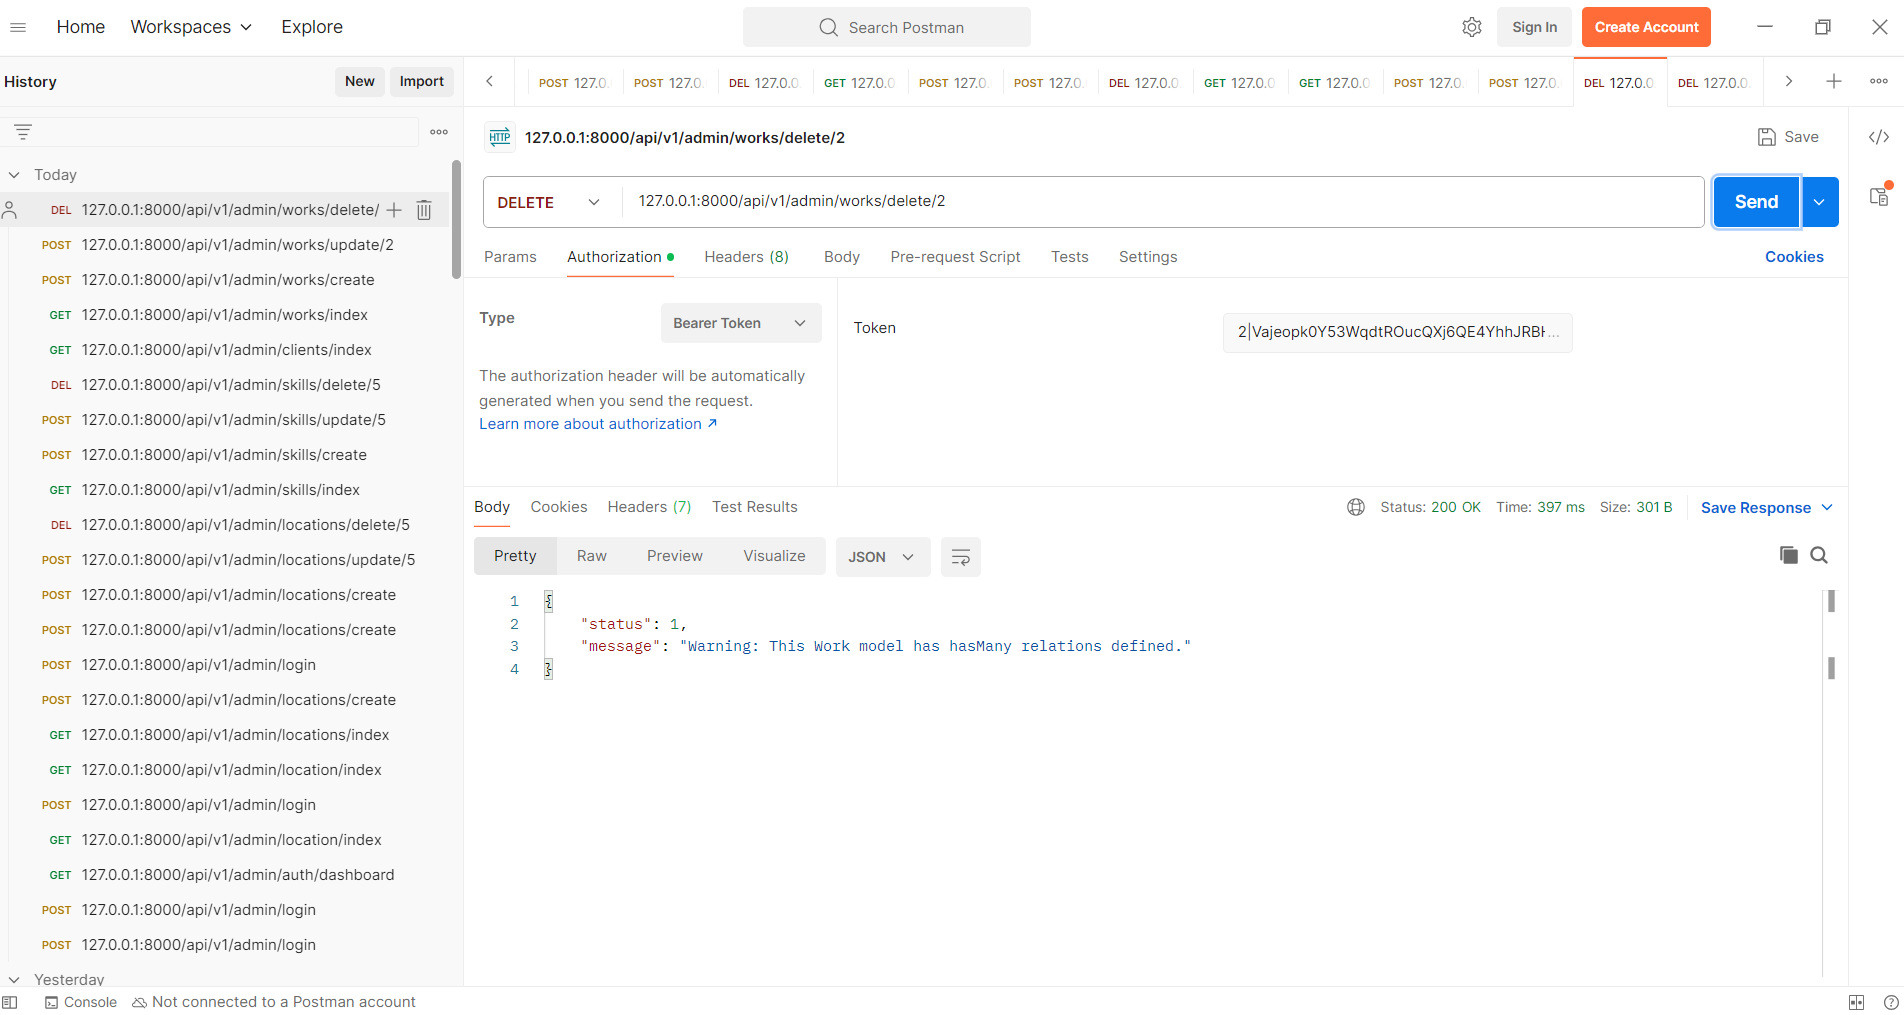 Home
Workspaces
Explore
Search Postman
Sign In
Create Account
History
New
Import
POST 127.0.
POST 127.0.
DEL 127.0.0.
GET 127.0.0
POST 127.0.
POST 127.0.
DEL 127.0.0.
GET 127.0.0
GET 127.0.0
POST 127.0.
POST 127.0.
DEL 127.0.0
DEL 127.0.0.
Today
DEL 127.0.0.1:8000/api/v1/admin/works/delete/
POST 127.0.0.1:8000/api/v1/admin/works/update/2
POST 127.0.0.1:8000/api/v1/admin/works/create
GET 127.0.0.1:8000/api/v1/admin/works/index
GET 127.0.0.1:8000/api/v1/admin/clients/index
DEL 127.0.0.1:8000/api/v1/admin/skills/delete/5
POST 127.0.0.1:8000/api/v1/admin/skills/update/5
POST 127.0.0.1:8000/api/v1/admin/skills/create
GET 127.0.0.1:8000/api/v1/admin/skills/index
DEL 127.0.0.1:8000/api/v1/admin/locations/delete/5
POST 127.0.0.1:8000/api/v1/admin/locations/update/5
POST 127.0.0.1:8000/api/v1/admin/locations/create
POST 127.0.0.1:8000/api/v1/admin/locations/create
POST 127.0.0.1:8000/api/v1/admin/login
POST 127.0.0.1:8000/api/v1/admin/locations/create
GET 127.0.0.1:8000/api/v1/admin/locations/index
GET 127.0.0.1:8000/api/v1/admin/location/index
POST 127.0.0.1:8000/api/v1/admin/login
GET 127.0.0.1:8000/api/v1/admin/location/index
GET 127.0.0.1:8000/api/v1/admin/auth/dashboard
POST 127.0.0.1:8000/api/v1/admin/login
POST 127.0.0.1:8000/api/v1/admin/login
Yesterday
HTTP 127.0.0.1:8000/api/v1/admin/works/delete/2
Save
DELETE
127.0.0.1:8000/api/v1/admin/works/delete/2
Send
Params
Authorization
Headers (8)
Body
Pre-request Script
Tests
Settings
Cookies
Type
Bearer Token
The authorization header will be automatically
generated when you send the request.
Learn more about authorization ↗
Token
2|Vajeopk0Y53WqdtROucQXj6QE4YhhJRBH...
Body
Cookies
Headers (7)
Test Results
Status: 200 OK
Time: 397 ms
Size: 301 B
Save Response
Pretty
Raw
Preview
Visualize
JSON
1 {
2 "status": 1,
3 "message": "Warning: This Work model has hasMany relations defined."
4 }
Console
Not connected to a Postman account